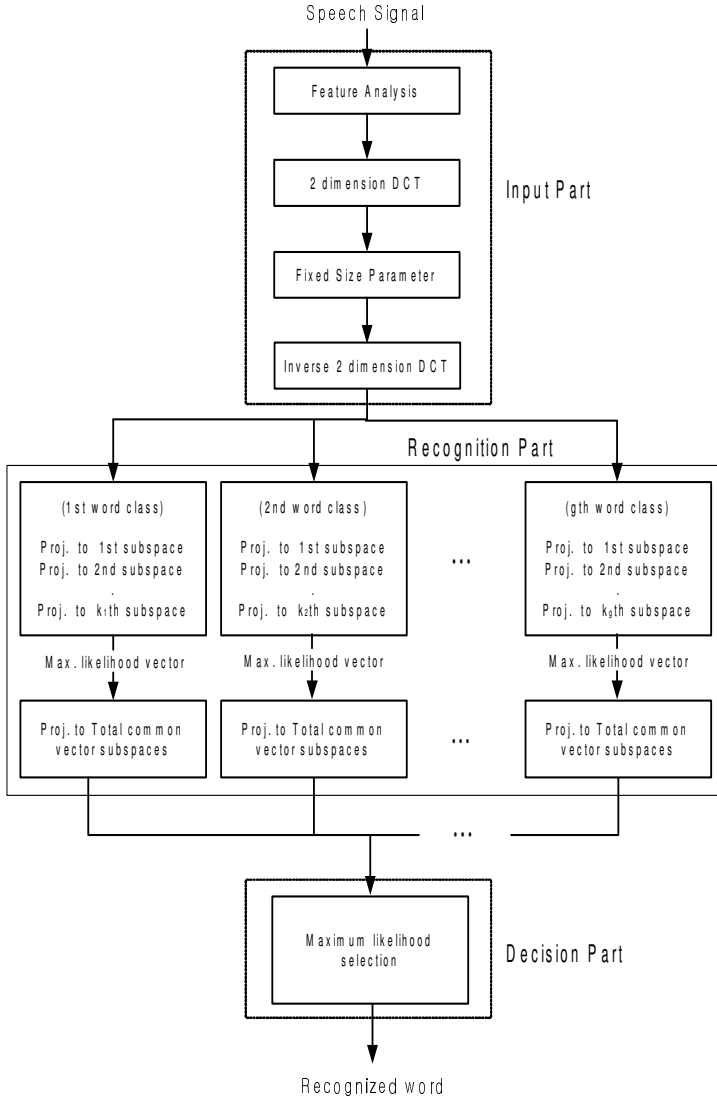 Speech Signal
Feature Analysis
2 dimension DCT
Input Part
Fixed Size Parameter
Inverse 2 dimension DCT
Recognition Part
(1st word class)
Proj. to 1st subspace
Proj. to 2nd subspace
.
Proj. to k₁th subspace
(2nd word class)
Proj. to 1st subspace
Proj. to 2nd subspace
.
Proj. to k₂th subspace
...
(gth word class)
Proj. to 1st subspace
Proj. to 2nd subspace
.
Proj. to kgth subspace
Max. likelihood vector
Max. likelihood vector
Max. likelihood vector
Proj. to Total common
vector subspaces
Proj. to Total common
vector subspaces
...
Proj. to Total common
vector subspaces
...
Maximum likelihood
selection
Decision Part
Recognized word